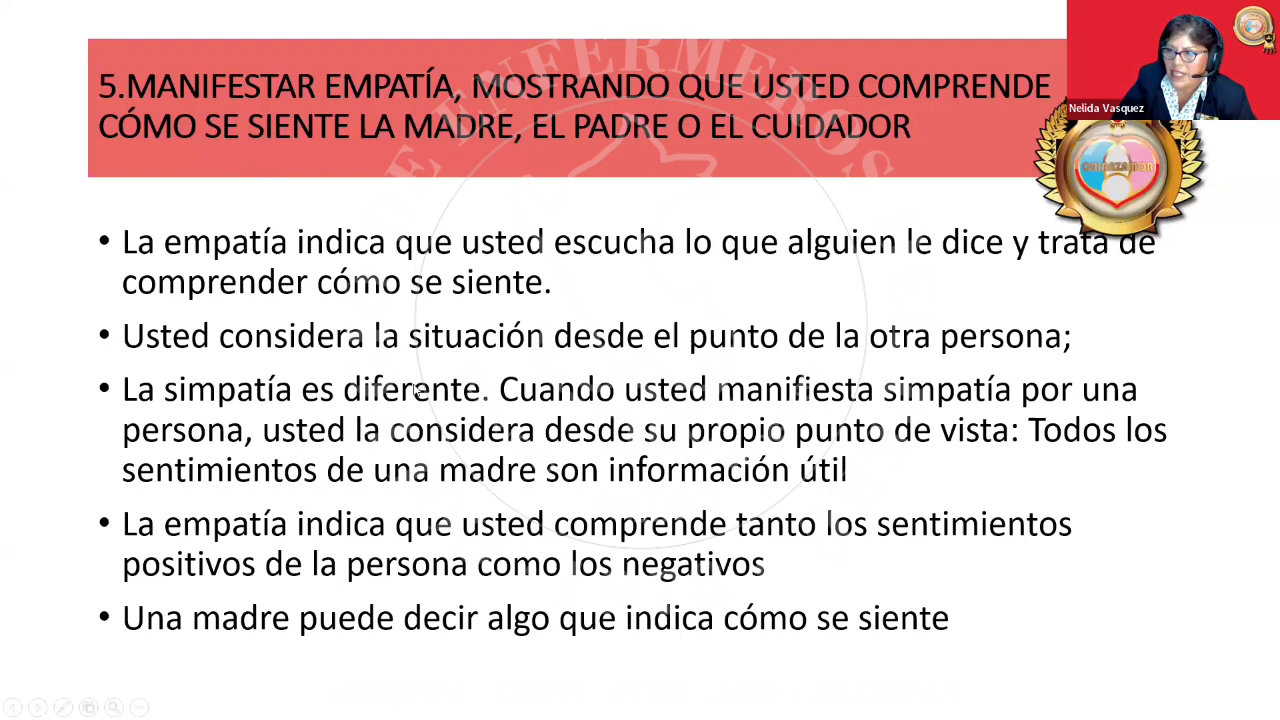 5.MANIFESTAR EMPATÍA, MOSTRANDO QUE USTED COMPRENDE
CÓMO SE SIENTE LA MADRE, EL PADRE O EL CUIDADOR
Nelida Vasquez
• La empatía indica que usted escucha lo que alguien le dice y trata de
comprender cómo se siente.
• Usted considera la situación desde el punto de la otra persona;
• La simpatía es diferente. Cuando usted manifiesta simpatía por una
persona, usted la considera desde su propio punto de vista: Todos los
sentimientos de una madre son información útil
• La empatía indica que usted comprende tanto los sentimientos
positivos de la persona como los negativos
• Una madre puede decir algo que indica cómo se siente
DE ENFERMEROS